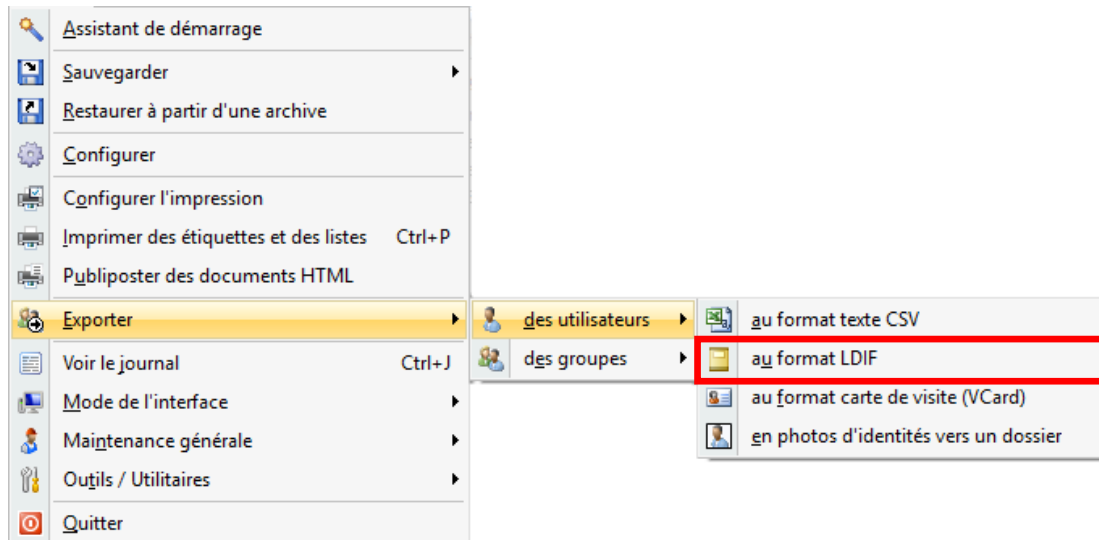 Assistant de démarrage
Sauvegarder
Restaurer à partir d'une archive
Configurer
Configurer l'impression
Imprimer des étiquettes et des listes Ctrl+P
Publiposter des documents HTML
Exporter
Voir le journal Ctrl+J
Mode de l'interface
Maintenance générale
Outils / Utilitaires
Quitter
des utilisateurs
des groupes
au format texte CSV
au format LDIF
au format carte de visite (VCard)
en photos d'identités vers un dossier